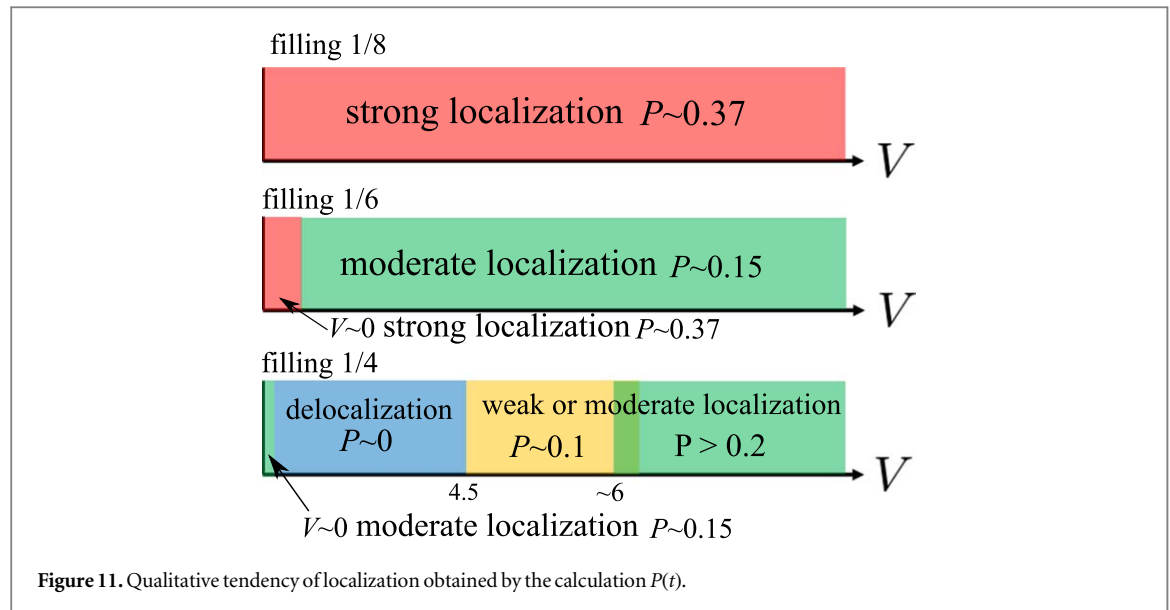 filling 1/8
strong localization P~0.37
V
filling 1/6
moderate localization P~0.15
V
V~0 strong localization P~0.37
filling 1/4
delocalization
P~0
weak or moderate localization
P~0.1
P > 0.2
V
4.5
~6
V~0 moderate localization P~0.15
Figure 11. Qualitative tendency of localization obtained by the calculation P(t).